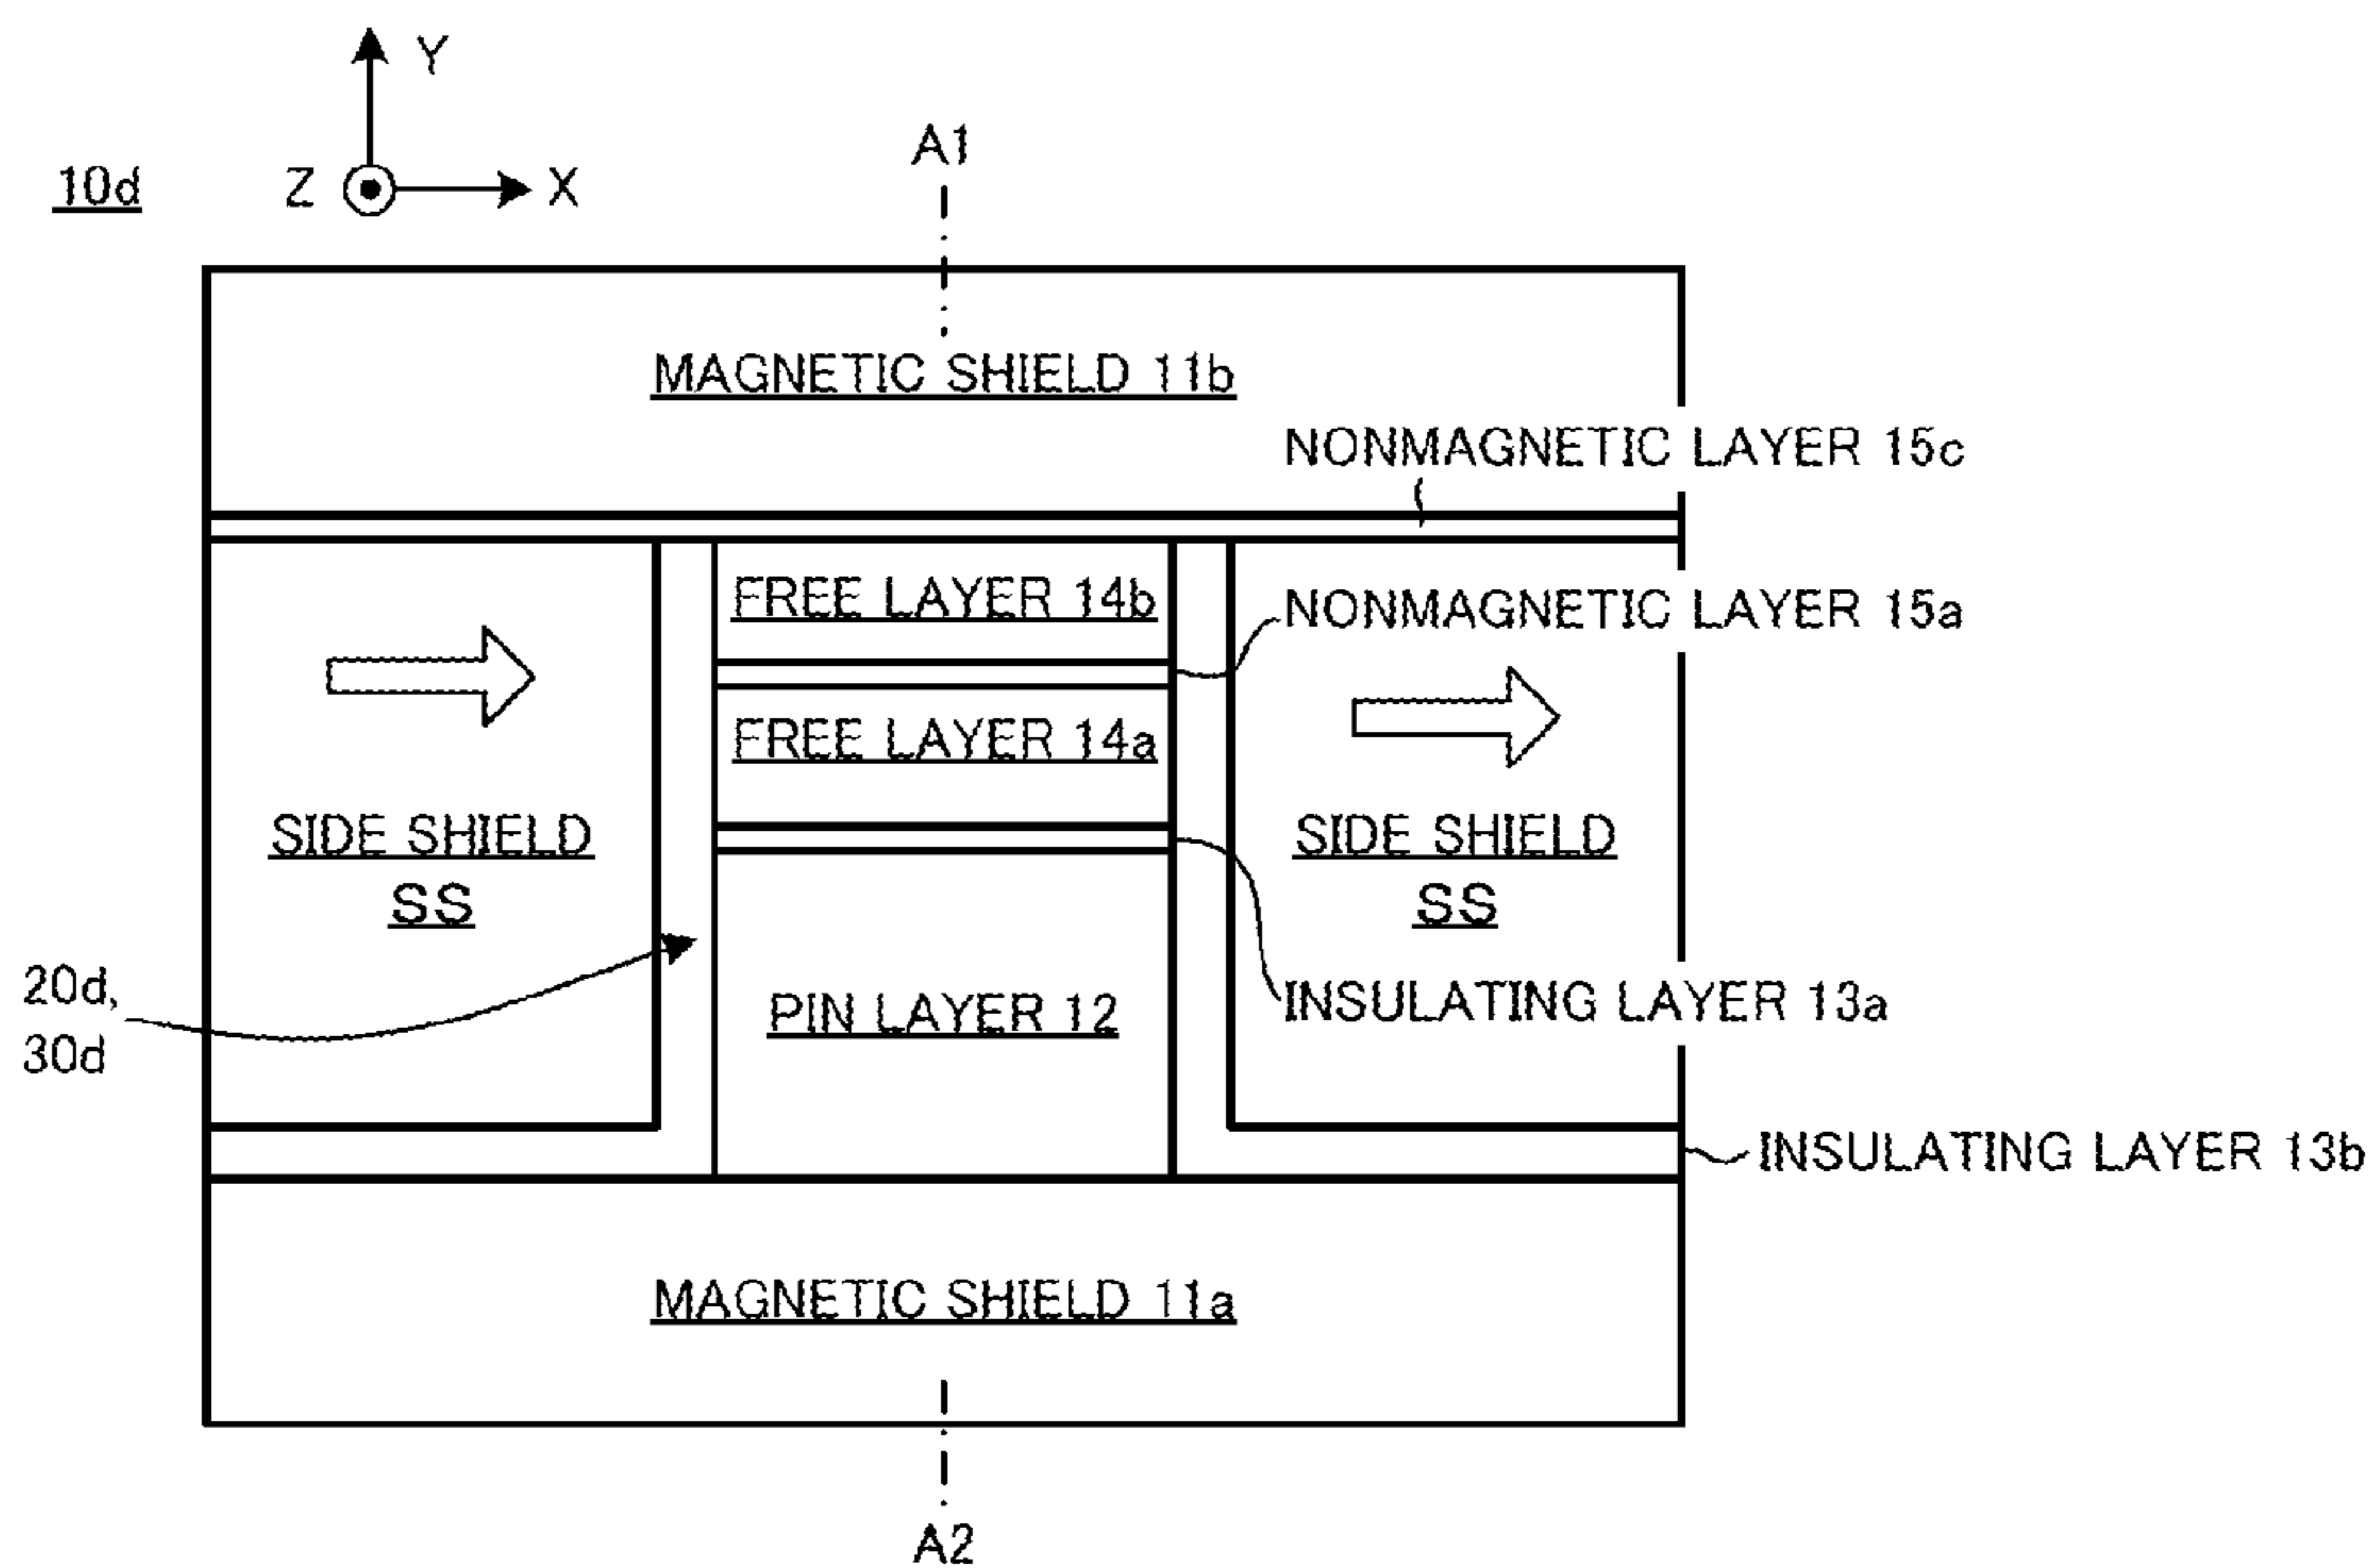 Y
A1
10d
Z
X
MAGNETIC SHIELD 11b
NONMAGNETIC LAYER 15c
FREE LAYER 14b
NONMAGNETIC LAYER 15a
FREE LAYER 14a
SIDE SHIELD
SS
SIDE SHIELD
SS
20d,
30d
PIN LAYER 12
INSULATING LAYER 13a
INSULATING LAYER 13b
MAGNETIC SHIELD 11a
A2